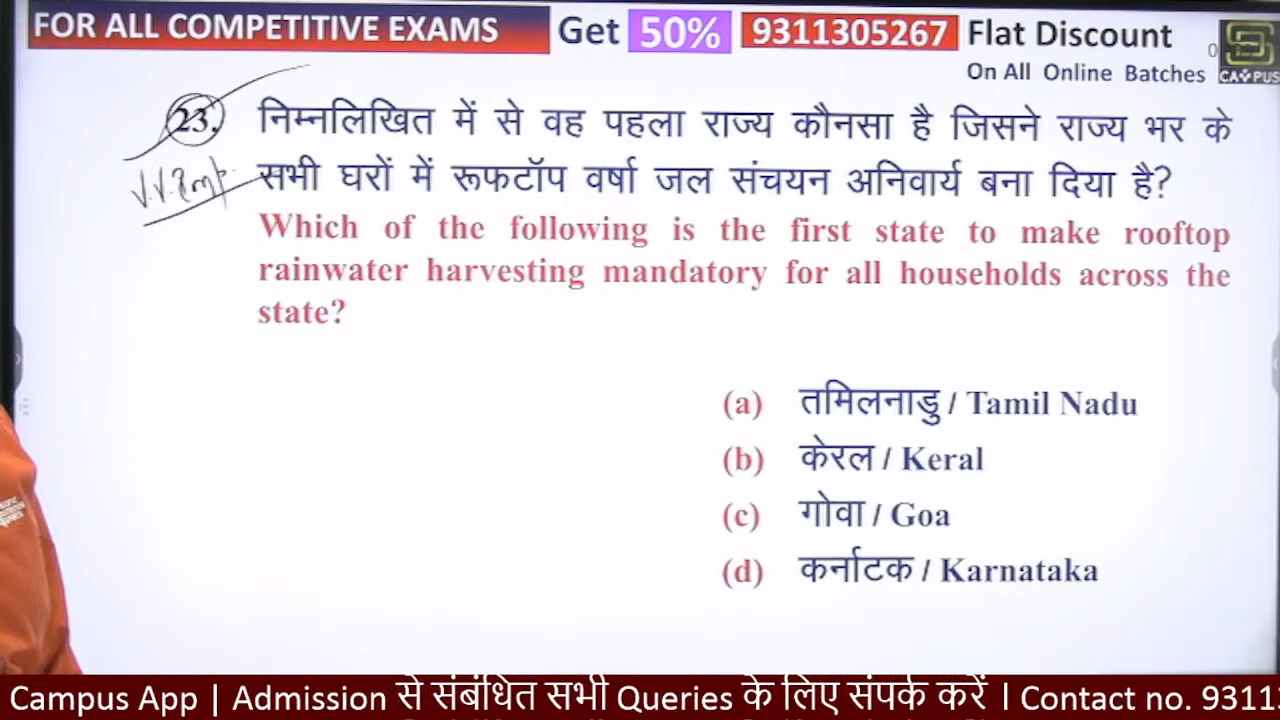 FOR ALL COMPETITIVE EXAMS Get 50% 9311305267 Flat Discount
On All Online Batches
CAMPUS
23. निम्नलिखित में से वह पहला राज्य कौनसा है जिसने राज्य भर के
V.V.Imp. सभी घरों में रूफटॉप वर्षा जल संचयन अनिवार्य बना दिया है?
Which of the following is the first state to make rooftop
rainwater harvesting mandatory for all households across the
state?
(a) तमिलनाडु / Tamil Nadu
(b) केरल / Keral
(c) गोवा / Goa
(d) कर्नाटक / Karnataka
Campus App | Admission से संबंधित सभी Queries के लिए संपर्क करें । Contact no. 9311